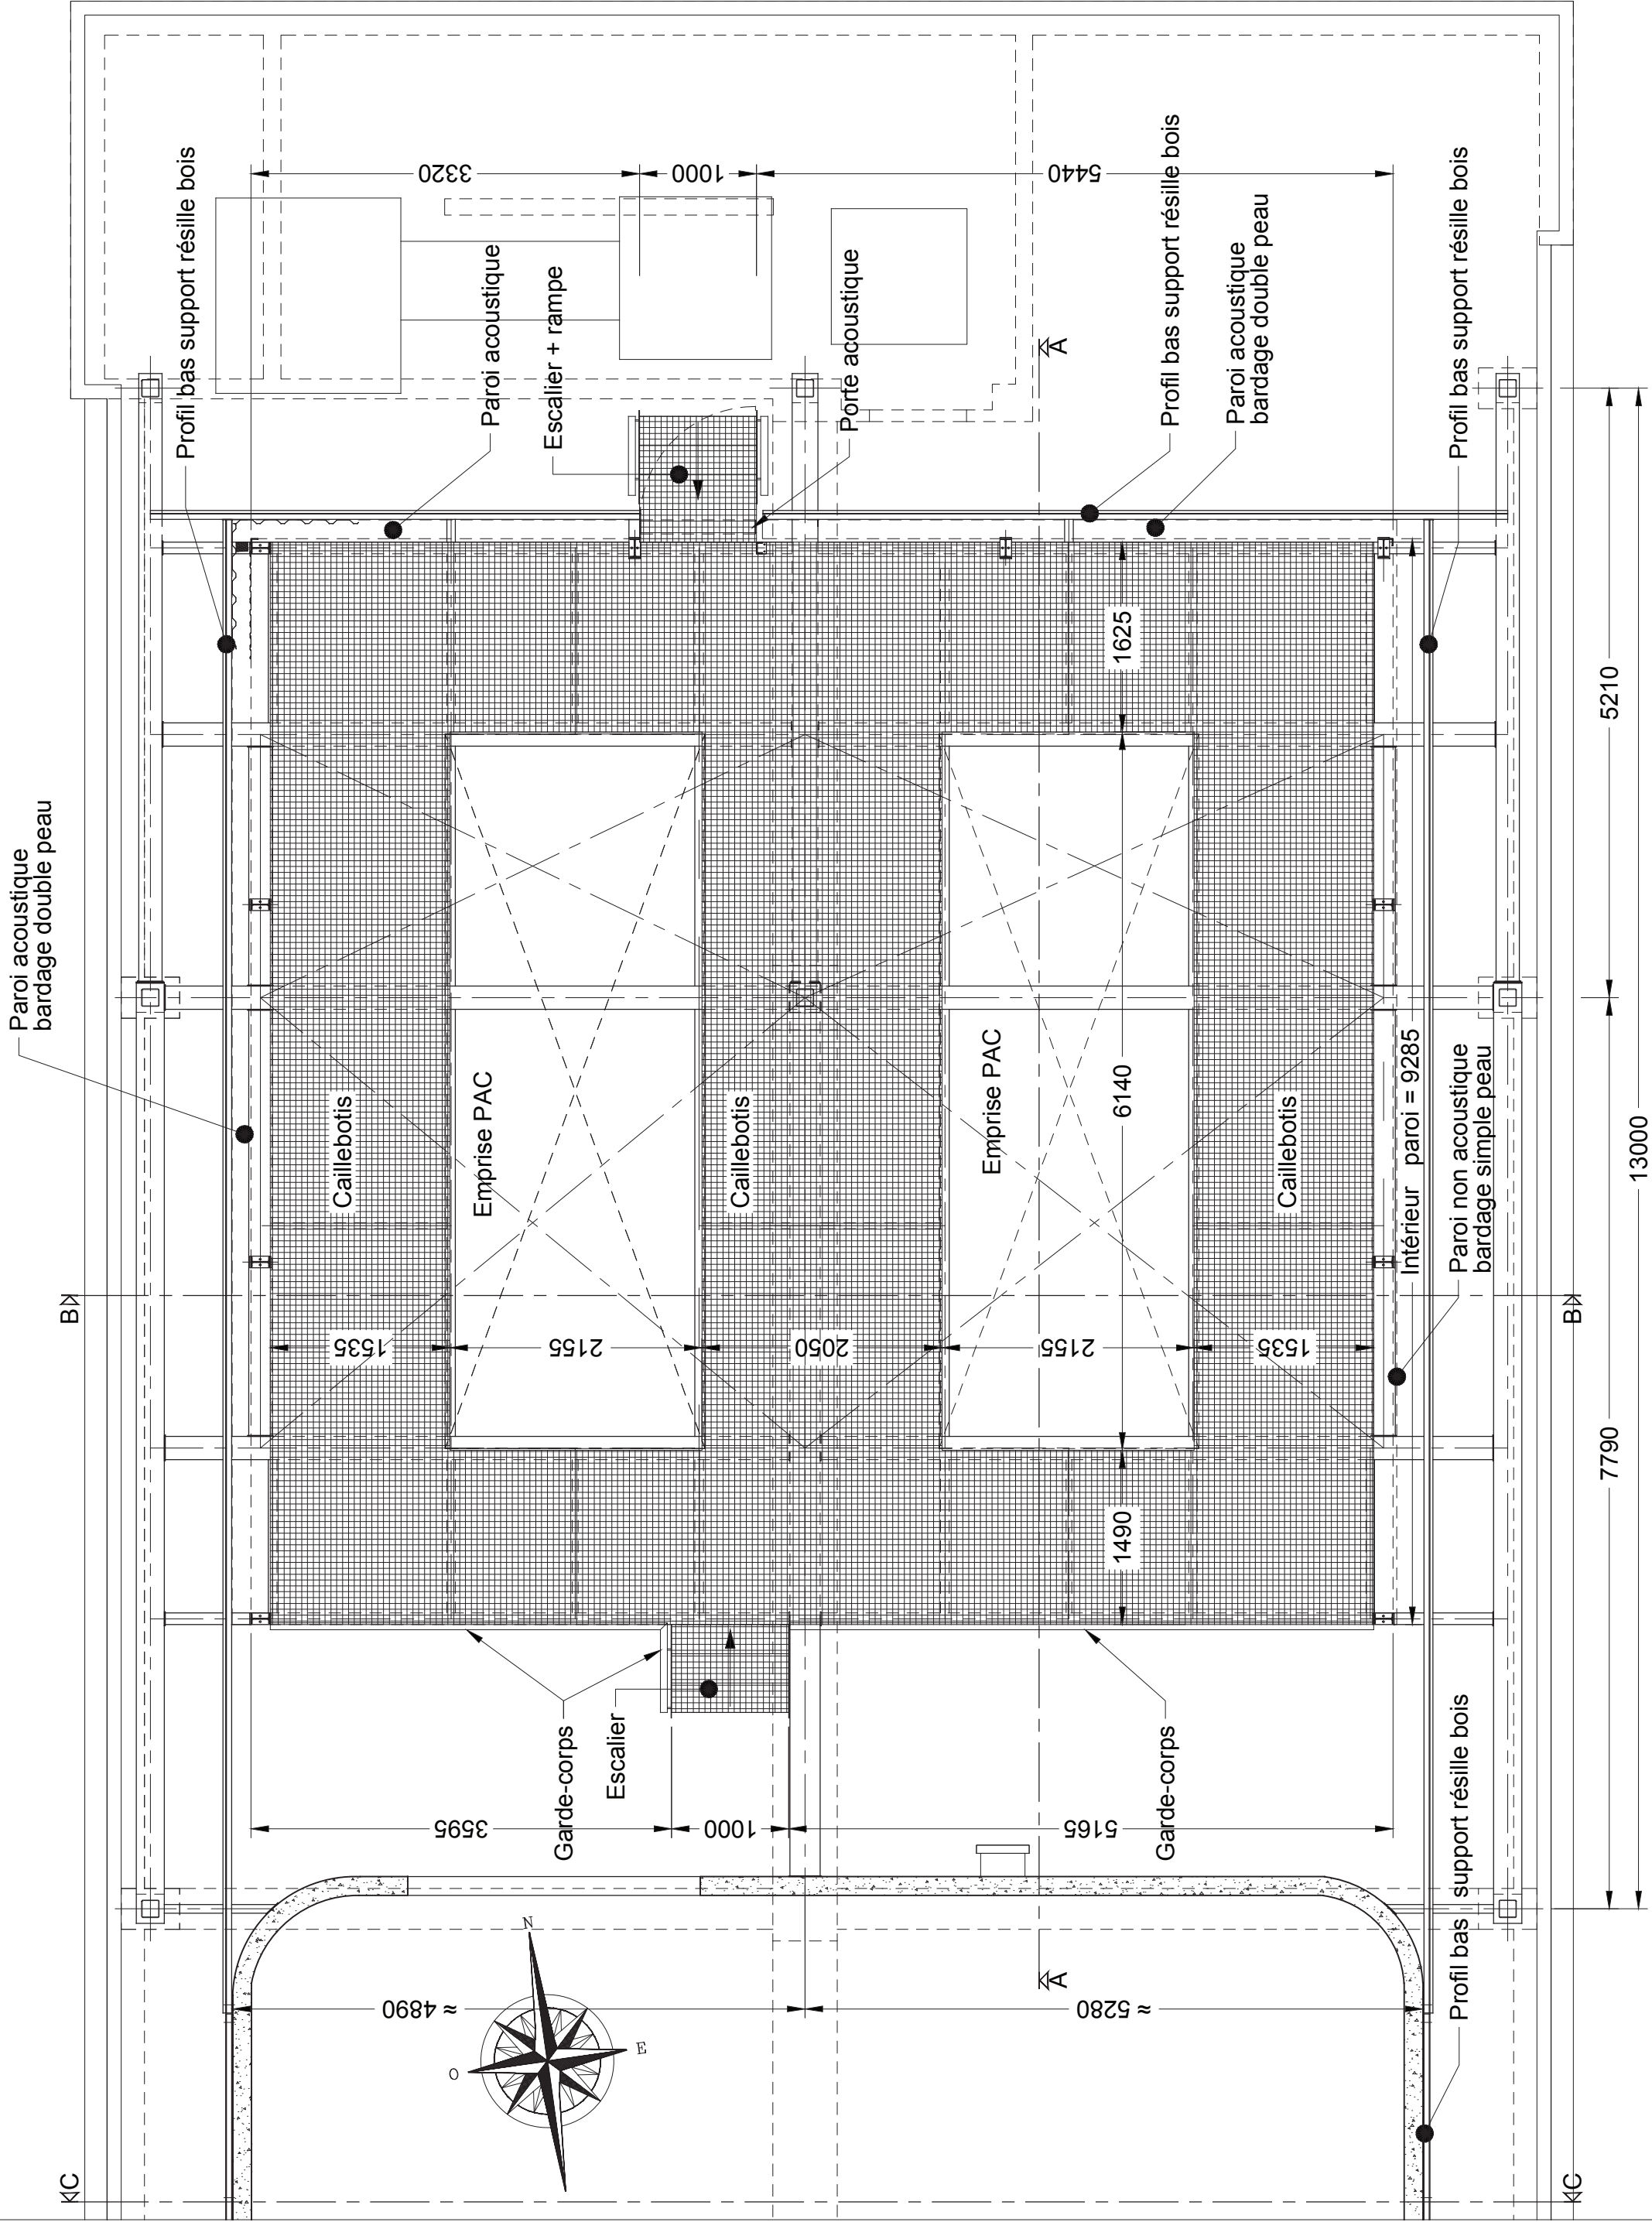 Paroi acoustique
bardage double peau
Profil bas support résille bois
3320
1000
5440
Paroi acoustique
Escalier + rampe
Porte acoustique
Profil bas support résille bois
Paroi acoustique
bardage double peau
Profil bas support résille bois
A
1625
5210
Caillebotis
Emprise PAC
Caillebotis
Emprise PAC
6140
Caillebotis
Intérieur paroi = 9285
Paroi non acoustique
bardage simple peau
13000
B
B
1535
2155
2050
2155
1535
7790
1490
Garde-corps
Escalier
Garde-corps
3595
1000
5165
Profil bas support résille bois
A
≈ 4890
≈ 5280
N
E
O
C
C